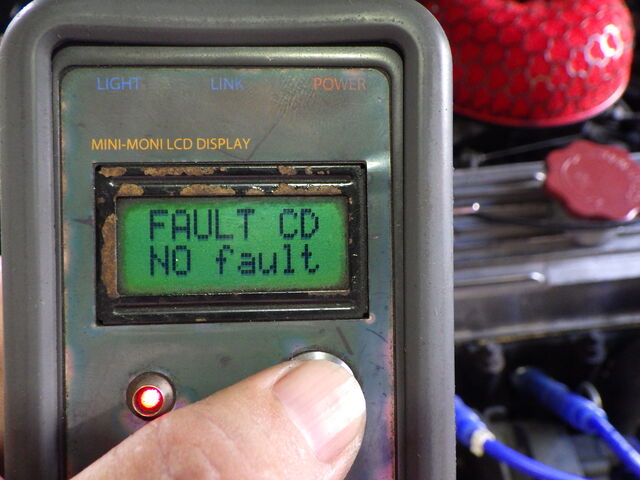 LIGHT LINK POWER
MINI-MONI LCD DISPLAY
FAULT CD
NO fault